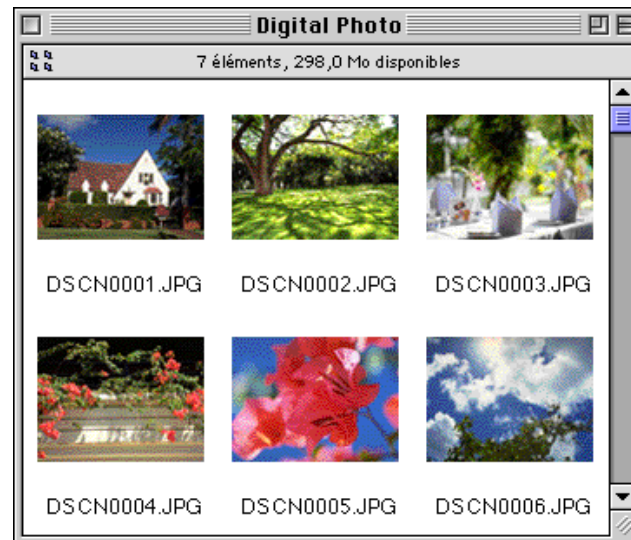 Digital Photo
7 éléments, 298,0 Mo disponibles
DSCN0001.JPG
DSCN0002.JPG
DSCN0003.JPG
DSCN0004.JPG
DSCN0005.JPG
DSCN0006.JPG